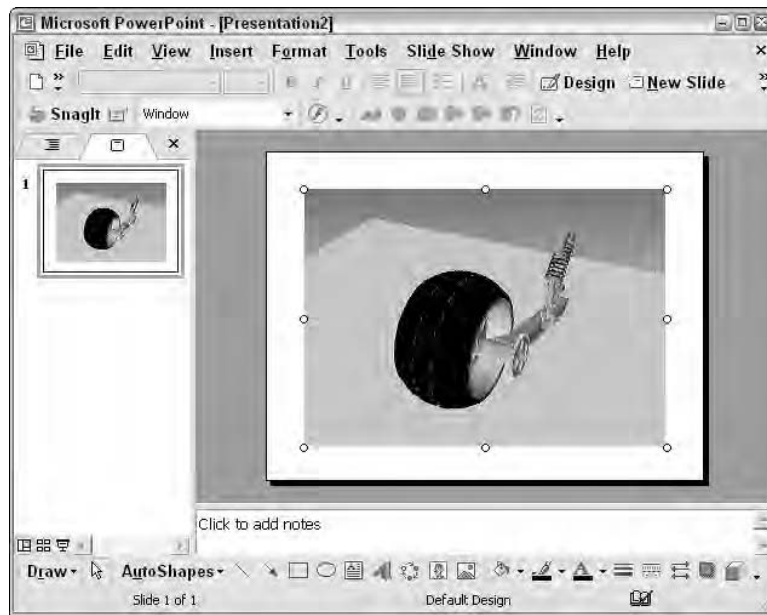 Microsoft PowerPoint - [Presentation2]
File Edit View Insert Format Tools Slide Show Window Help
Design New Slide
SnagIt Window
1
Click to add notes
Draw AutoShapes
Slide 1 of 1 Default Design